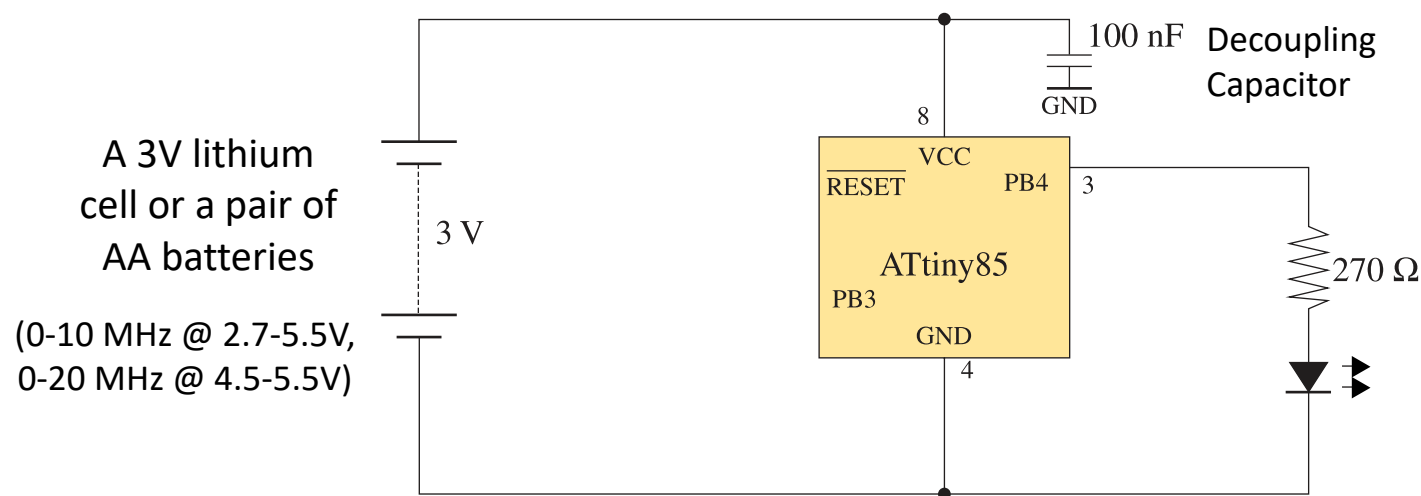 100 nF
Decoupling
Capacitor
GND
8
A 3V lithium
cell or a pair of
AA batteries
3 V
(0-10 MHz @ 2.7-5.5V,
0-20 MHz @ 4.5-5.5V)
VCC
RESET
PB4
3
ATtiny85
PB3
GND
4
270 Ω